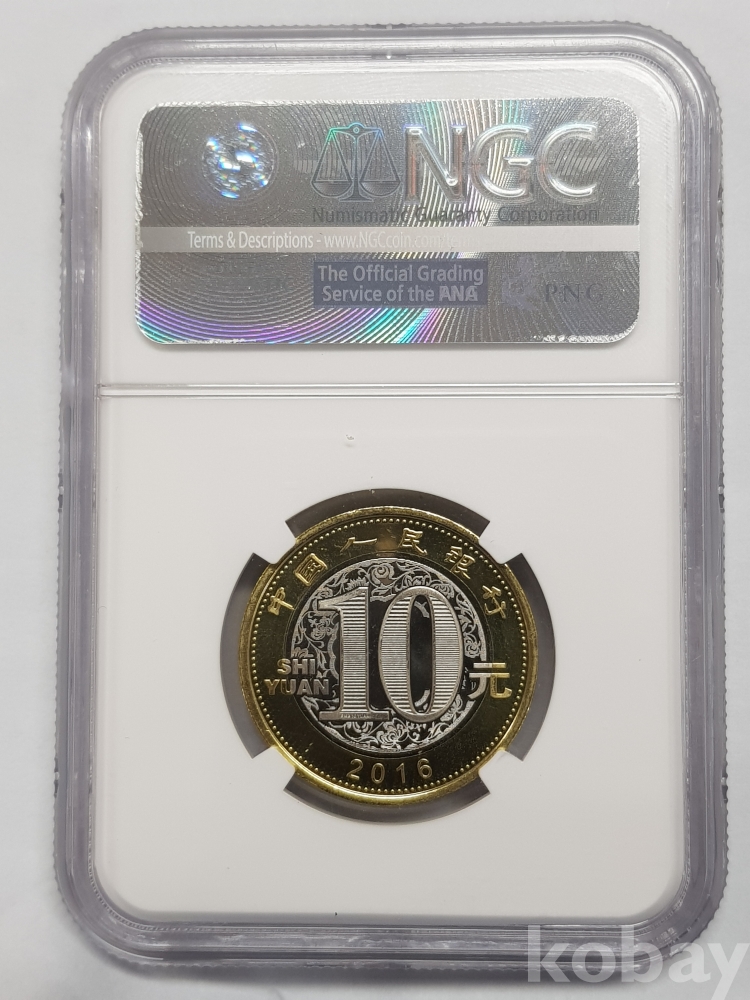 NGC
Numismatic Guaranty Corporation
Terms & Descriptions - www.NGCcoin.com
The Official Grading
Service of the ANA
PNG
中国人民银行
10
SHI
YUAN
元
2016
kobay